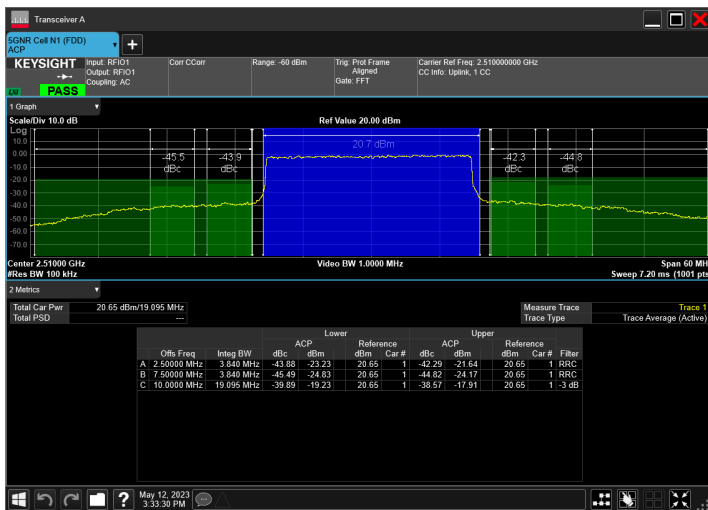 Transceiver A
5GNR Cell N1 (FDD)
ACP
KEYSIGHT
LXI
PASS
Input: RFIO1
Output: RFIO1
Coupling: AC
Corr CCorr
Range: -60 dBm
Trig: Prot Frame
Aligned
Gate: FFT
Carrier Ref Freq: 2.510000000 GHz
CC Info: Uplink, 1 CC
1 Graph
Scale/Div 10.0 dB
Ref Value 20.00 dBm
Log
10.0
0.00
-10.0
-20.0
-30.0
-40.0
-50.0
-60.0
-70.0
-45.5
dBc
-43.9
dBc
20.7 dBm
-42.3
dBc
-44.8
dBc
Center 2.51000 GHz
#Res BW 100 kHz
Video BW 1.0000 MHz
Span 60 MH
Sweep 7.20 ms (1001 pts
2 Metrics
Total Car Pwr 20.65 dBm/19.095 MHz
Total PSD ---
Measure Trace Trace 1
Trace Type Trace Average (Active)
Lower Upper
ACP Reference ACP Reference
Offs Freq Integ BW dBc dBm dBm Car # dBc dBm dBm Car # Filter
A 2.50000 MHz 3.840 MHz -43.88 -23.23 20.65 1 -42.29 -21.64 20.65 1 RRC
B 7.50000 MHz 3.840 MHz -45.49 -24.83 20.65 1 -44.82 -24.17 20.65 1 RRC
C 10.0000 MHz 19.095 MHz -39.89 -19.23 20.65 1 -38.57 -17.91 20.65 1 -3 dB
May 12, 2023
3:33:30 PM